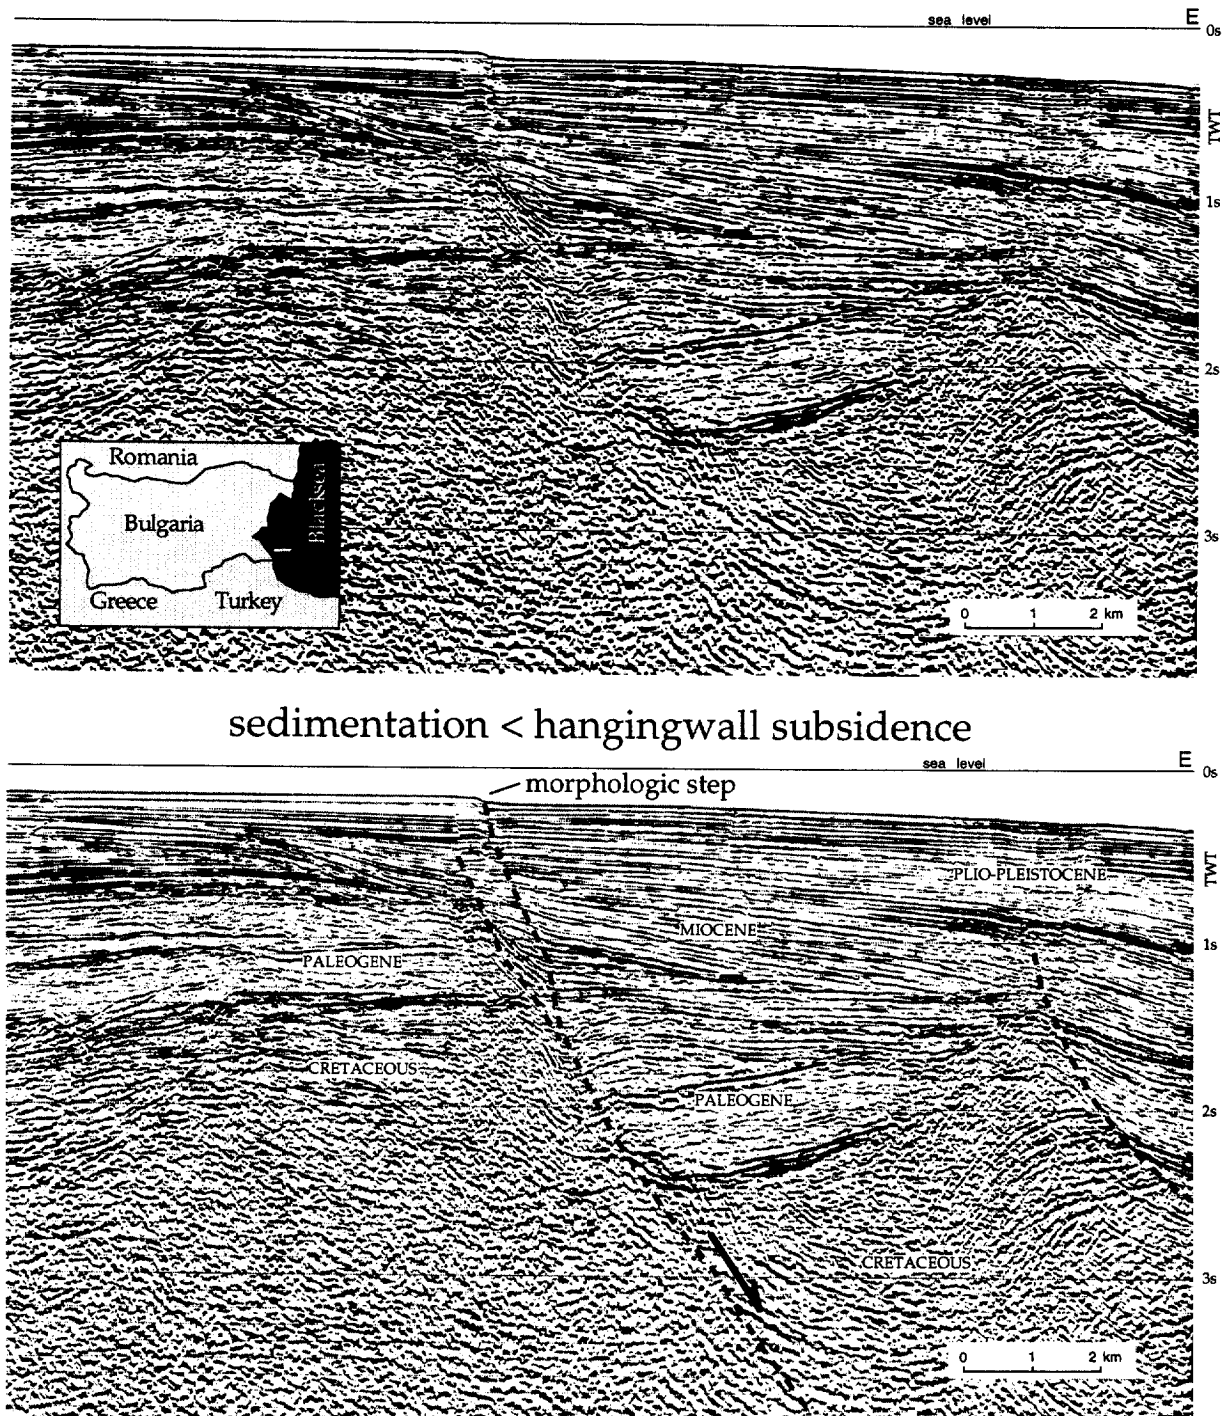 sea level
E
0s
TWT
1s
2s
3s
Romania
Bulgaria
Black Sea
Greece
Turkey
0 1 2 km
sedimentation < hangingwall subsidence
sea level
E
0s
morphologic step
TWT
PLIO-PLEISTOCENE
MIOCENE
1s
PALEOGENE
CRETACEOUS
PALEOGENE
2s
CRETACEOUS
3s
0 1 2 km